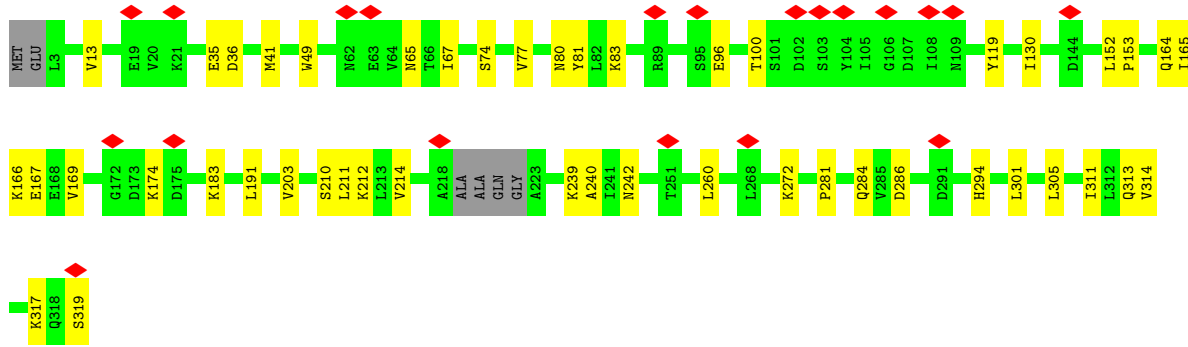 MET GLU L3 V13 E19 V20 K21 E35 D36 M41 W49 N62 E63 V64 N65 T66 I67 S74 V77 N80 Y81 L82 K83 R89 S95 E96 T100 S101 D102 S103 Y104 I105 G106 D107 I108 N109 Y119 I130 D144 L152 P153 Q164 I165
K166 E167 E168 V169 G172 D173 K174 D175 K183 L191 V203 S210 L211 K212 L213 V214 A218 ALA ALA GLN GLY A223 K239 A240 I241 N242 T251 L260 L268 K272 P281 Q284 V285 D286 D291 H294 L301 L305 I311 L312 Q313 V314
K317 Q318 S319